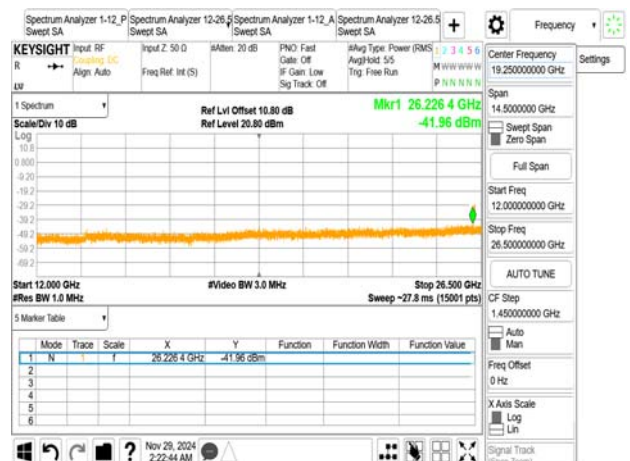 Spectrum Analyzer 1-12_P
Swept SA
Spectrum Analyzer 12-26.5
Swept SA
Spectrum Analyzer 1-12_A
Swept SA
Spectrum Analyzer 12-26.5
Swept SA
+
Frequency
Settings
KEYSIGHT
R
Input: RF
Coupling: DC
Align: Auto
Input Z: 50 Ω
Freq Ref: Int (S)
#Atten: 20 dB
PNO: Fast
Gate: Off
IF Gain: Low
Sig Track: Off
#Avg Type: Power (RMS
Avg|Hold: 5/5
Trig: Free Run
1 2 3 4 5 6
M W W W W W
P N N N N N
1 Spectrum
Scale/Div 10 dB
Ref Lvl Offset 10.80 dB
Ref Level 20.80 dBm
Mkr1 26.226 4 GHz
-41.96 dBm
Log
10.8
0.800
-9.20
-19.2
-29.2
-39.2
-49.2
-59.2
-69.2
Start 12.000 GHz
#Res BW 1.0 MHz
#Video BW 3.0 MHz
Stop 26.500 GHz
Sweep ~27.8 ms (15001 pts)
5 Marker Table
Mode Trace Scale X Y Function Function Width Function Value
1 N 1 f 26.226 4 GHz -41.96 dBm
2
3
4
5
6
Nov 29, 2024
2:22:44 AM
Center Frequency
19.250000000 GHz
Span
14.5000000 GHz
Swept Span
Zero Span
Full Span
Start Freq
12.000000000 GHz
Stop Freq
26.500000000 GHz
AUTO TUNE
CF Step
1.450000000 GHz
Auto
Man
Freq Offset
0 Hz
X Axis Scale
Log
Lin
Signal Track